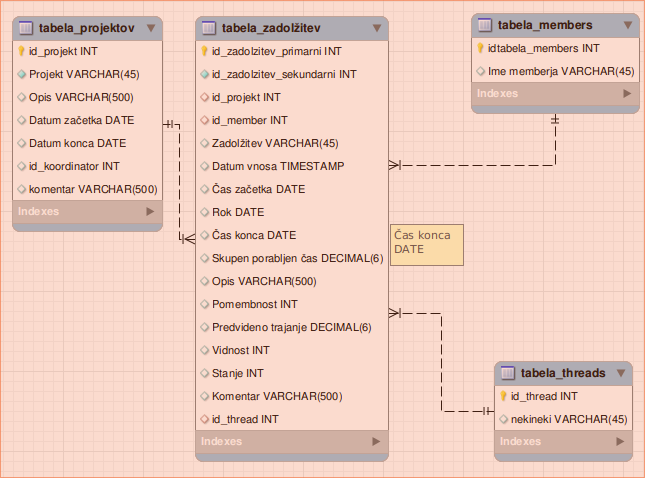 tabela_projektov
id_projekt INT
Projekt VARCHAR(45)
Opis VARCHAR(500)
Datum začetka DATE
Datum konca DATE
id_koordinator INT
komentar VARCHAR(500)
Indexes
tabela_zadolžitev
id_zadolzitev_primarni INT
id_zadolzitev_sekundarni INT
id_projekt INT
id_member INT
Zadolžitev VARCHAR(45)
Datum vnosa TIMESTAMP
Čas začetka DATE
Rok DATE
Čas konca DATE
Skupen porabljen čas DECIMAL(6)
Opis VARCHAR(500)
Pomembnost INT
Predvideno trajanje DECIMAL(6)
Vidnost INT
Stanje INT
Komentar VARCHAR(500)
id_thread INT
Indexes
tabela_members
idtabela_members INT
Ime memberja VARCHAR(45)
Indexes
Čas konca
DATE
tabela_threads
id_thread INT
nekineki VARCHAR(45)
Indexes